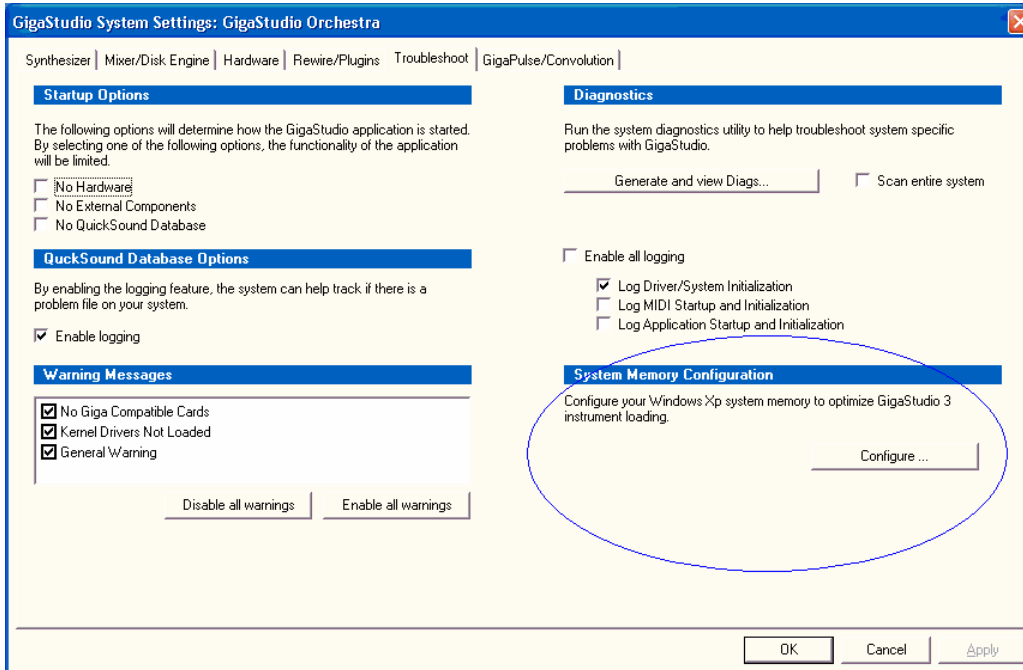 GigaStudio System Settings: GigaStudio Orchestra
Synthesizer Mixer/Disk Engine Hardware Rewire/Plugins Troubleshoot GigaPulse/Convolution
Startup Options
The following options will determine how the GigaStudio application is started.
By selecting one of the following options, the functionality of the application
will be limited.
No Hardware
No External Components
No QuickSound Database
QuckSound Database Options
By enabling the logging feature, the system can help track if there is a
problem file on your system.
Enable logging
Warning Messages
No Giga Compatible Cards
Kernel Drivers Not Loaded
General Warning
Disable all warnings
Enable all warnings
Diagnostics
Run the system diagnostics utility to help troubleshoot system specific
problems with GigaStudio.
Generate and view Diags...
Scan entire system
Enable all logging
Log Driver/System Initialization
Log MIDI Startup and Initialization
Log Application Startup and Initialization
System Memory Configuration
Configure your Windows Xp system memory to optimize GigaStudio 3
instrument loading.
Configure ...
OK
Cancel
Apply